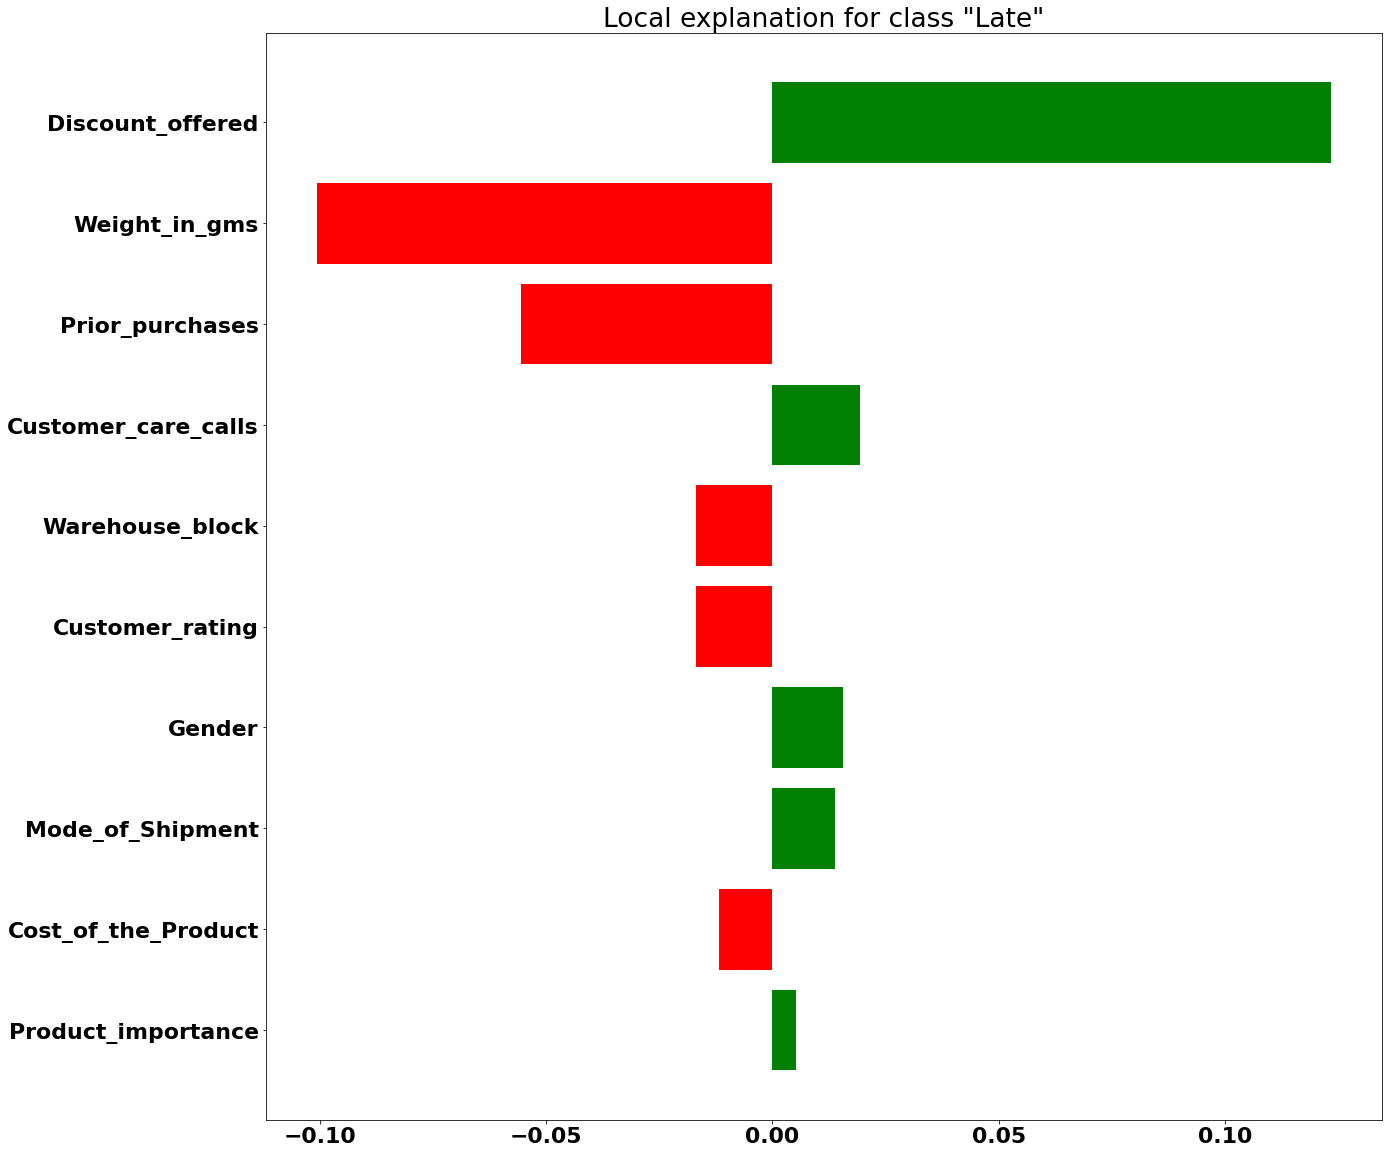 Local explanation for class "Late"
Discount_offered
Weight_in_gms
Prior_purchases
Customer_care_calls
Warehouse_block
Customer_rating
Gender
Mode_of_Shipment
Cost_of_the_Product
Product_importance
−0.10 −0.05 0.00 0.05 0.10